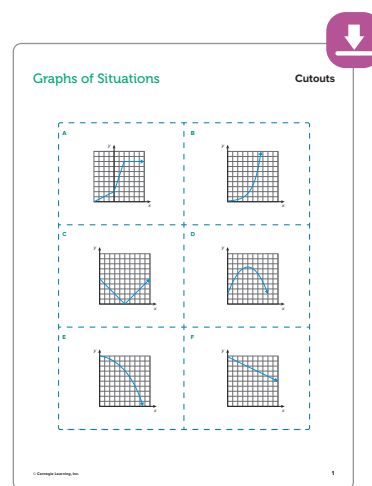 Graphs of Situations
Cutouts
A
y
x
B
y
x
C
y
x
D
y
x
E
y
x
F
y
x
© Carnegie Learning, Inc.
1